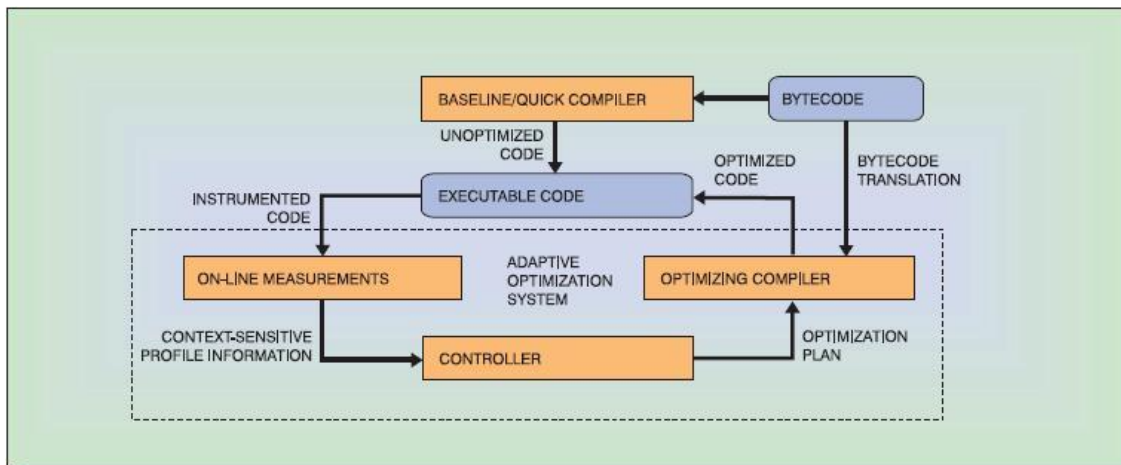 BASELINE/QUICK COMPILER
BYTECODE
UNOPTIMIZED
CODE
OPTIMIZED
CODE
BYTECODE
TRANSLATION
INSTRUMENTED
CODE
EXECUTABLE CODE
ON-LINE MEASUREMENTS
ADAPTIVE
OPTIMIZATION
SYSTEM
OPTIMIZING COMPILER
CONTEXT-SENSITIVE
PROFILE INFORMATION
CONTROLLER
OPTIMIZATION
PLAN